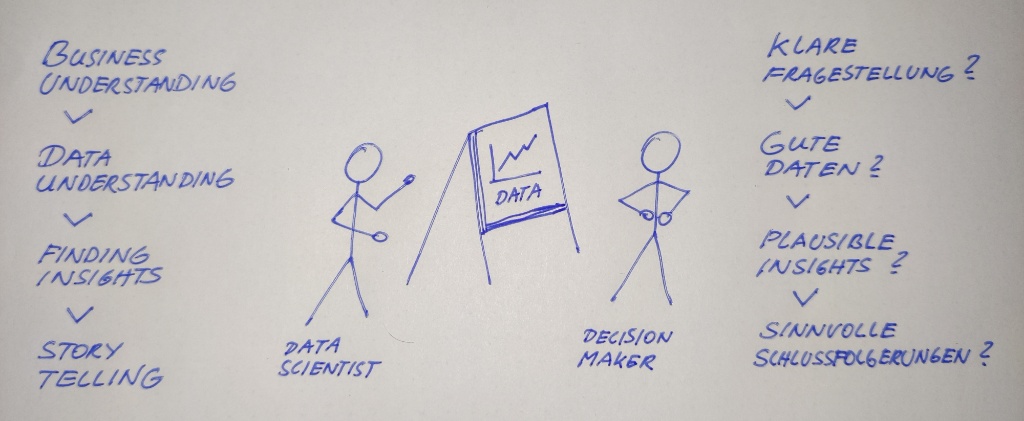 BUSINESS
UNDERSTANDING
DATA
UNDERSTANDING
FINDING
INSIGHTS
STORY
TELLING
DATA
DATA
SCIENTIST
DECISION
MAKER
KLARE
FRAGESTELLUNG?
GUTE
DATEN?
PLAUSIBLE
INSIGHTS?
SINNVOLLE
SCHLUSSFOLGERUNGEN?